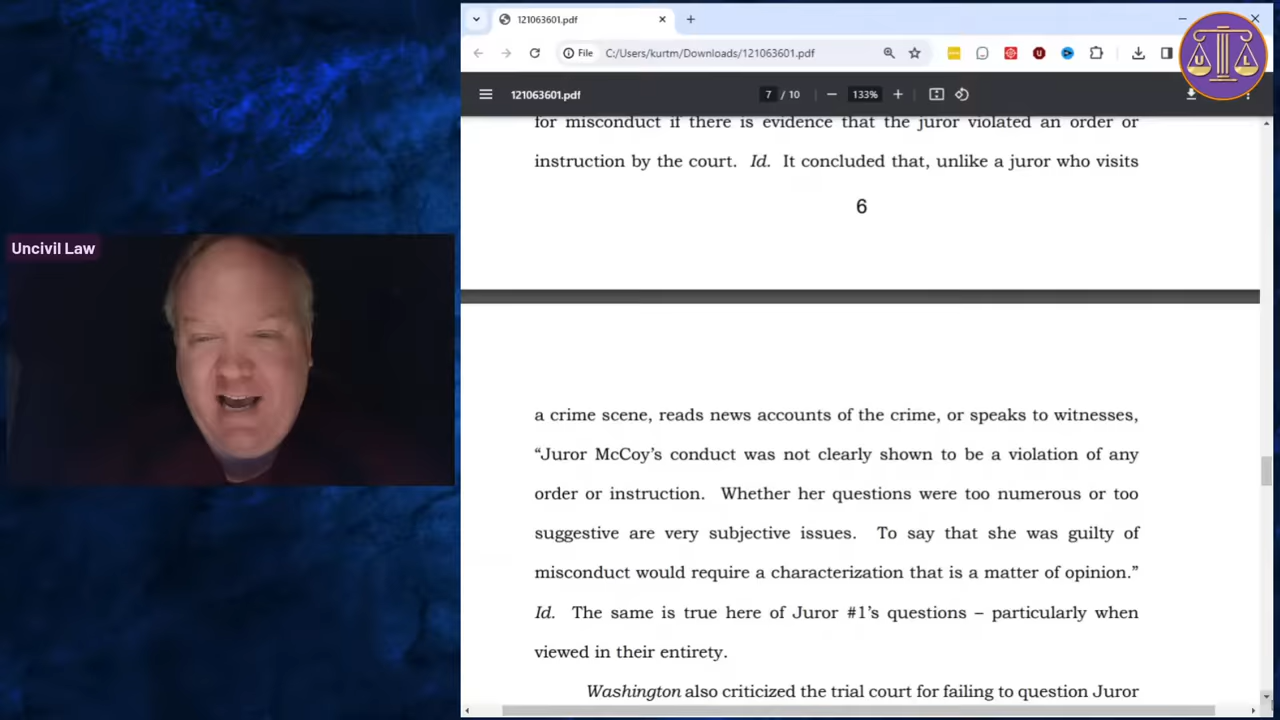 121063601.pdf
File
C:/Users/kurtm/Downloads/121063601.pdf
U L
121063601.pdf
7 / 10
133%
for misconduct if there is evidence that the juror violated an order or
instruction by the court. Id. It concluded that, unlike a juror who visits
6
Uncivil Law
a crime scene, reads news accounts of the crime, or speaks to witnesses,
“Juror McCoy’s conduct was not clearly shown to be a violation of any
order or instruction. Whether her questions were too numerous or too
suggestive are very subjective issues. To say that she was guilty of
misconduct would require a characterization that is a matter of opinion.”
Id. The same is true here of Juror #1’s questions – particularly when
viewed in their entirety.
Washington also criticized the trial court for failing to question Juror